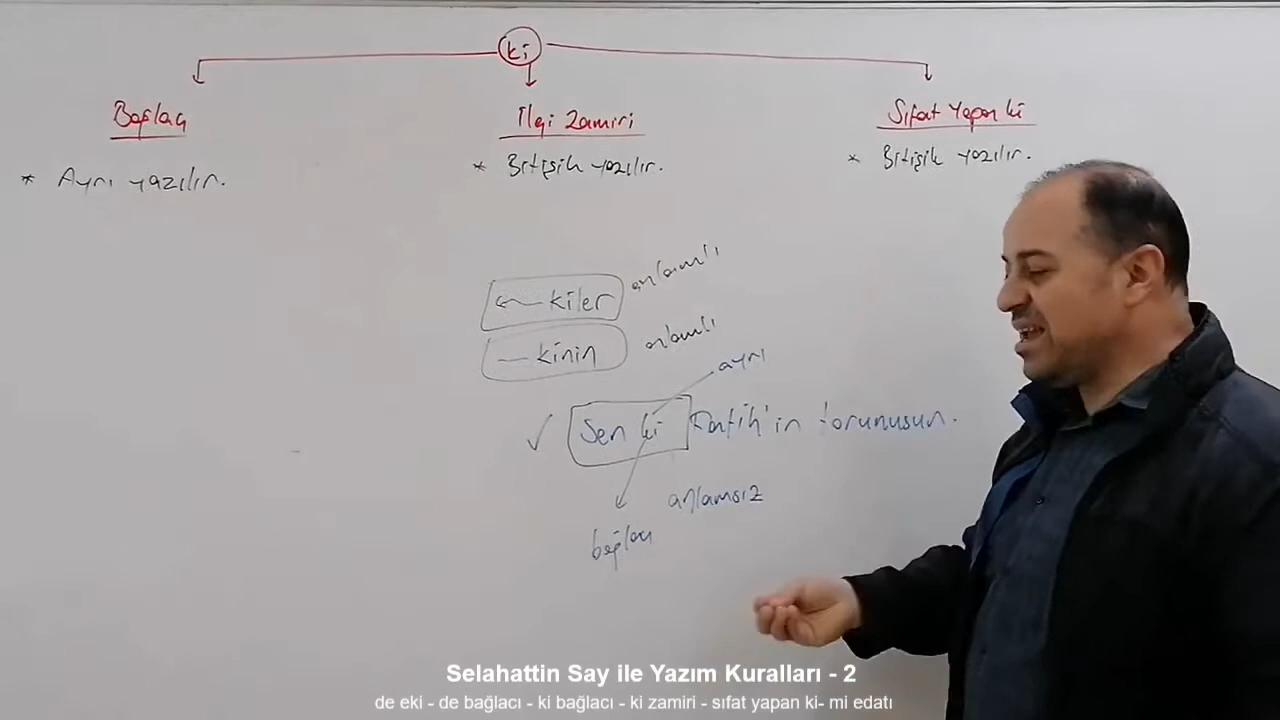 ki
Bağlaç
İlgi Zamiri
Sıfat Yapan ki
* Ayrı yazılır.
* Bitişik yazılır.
* Bitişik yazılır.
kiler anlamlı
kinin anlamlı
ayrı
✓ Sen ki Fatih'in torunusun.
anlamsız
bağlaç
Selahattin Say ile Yazım Kuralları - 2
de eki - de bağlacı - ki bağlacı - ki zamiri - sıfat yapan ki- mi edatı